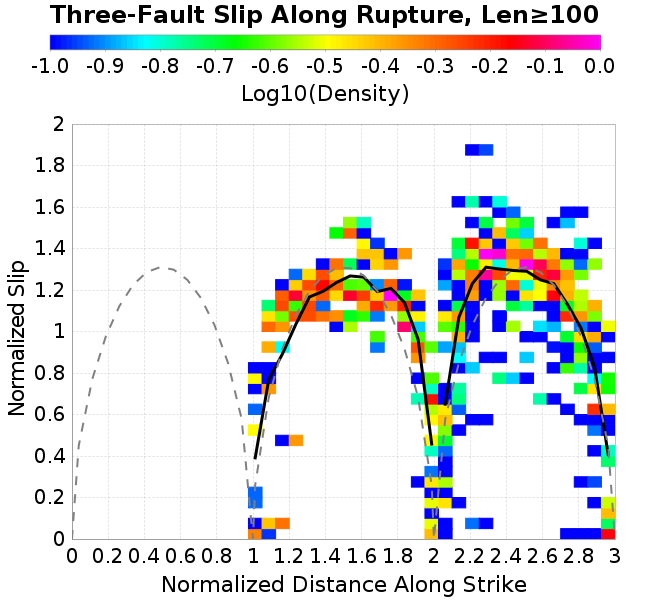 Three-Fault Slip Along Rupture, Len≥100
-1.0 -0.9 -0.8 -0.7 -0.6 -0.5 -0.4 -0.3 -0.2 -0.1 0.0
Log10(Density)
2
1.8
1.6
1.4
1.2
1
0.8
0.6
0.4
0.2
0
Normalized Slip
0 0.2 0.4 0.6 0.8 1 1.2 1.4 1.6 1.8 2 2.2 2.4 2.6 2.8 3
Normalized Distance Along Strike